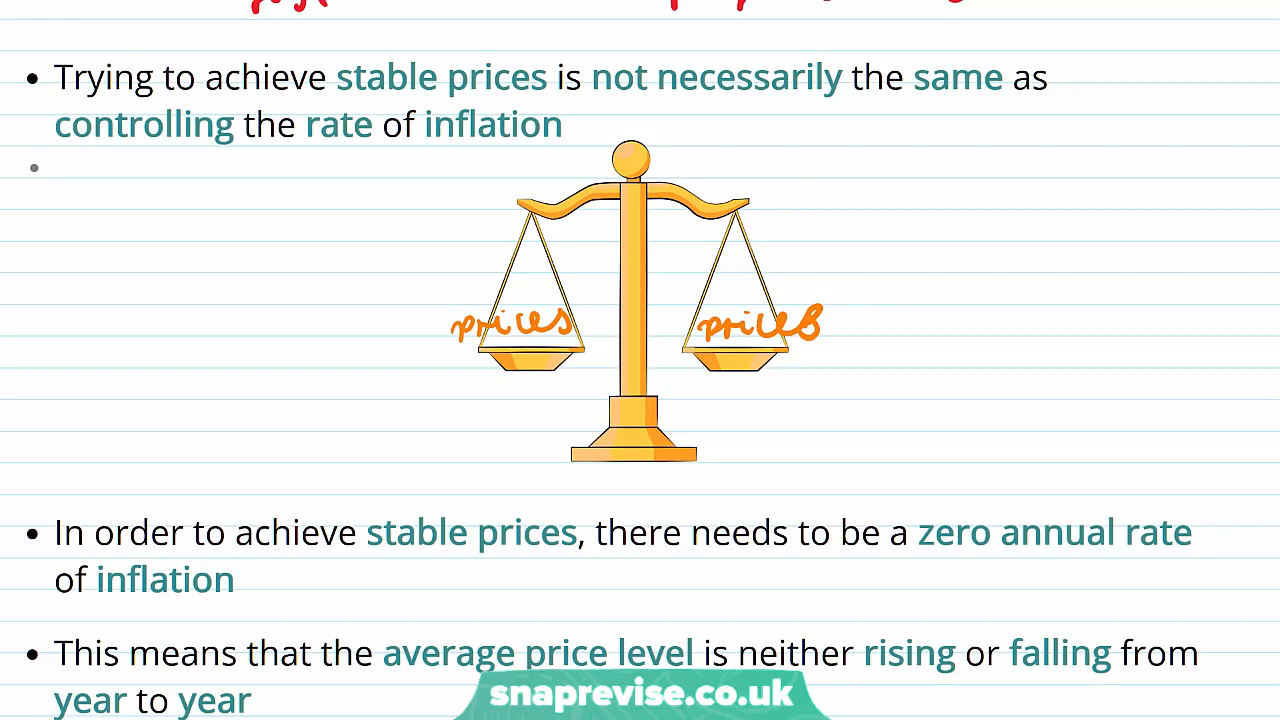 • Trying to achieve stable prices is not necessarily the same as
controlling the rate of inflation
•
prices prices
• In order to achieve stable prices, there needs to be a zero annual rate
of inflation
• This means that the average price level is neither rising or falling from
year to year
snaprevise.co.uk